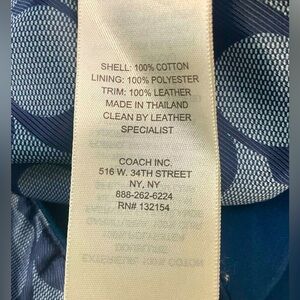 SHELL: 100% COTTON
LINING: 100% POLYESTER
TRIM: 100% LEATHER
MADE IN THAILAND
CLEAN BY LEATHER
SPECIALIST
COACH INC.
516 W. 34TH STREET
NY, NY
888-262-6224
RN# 132154